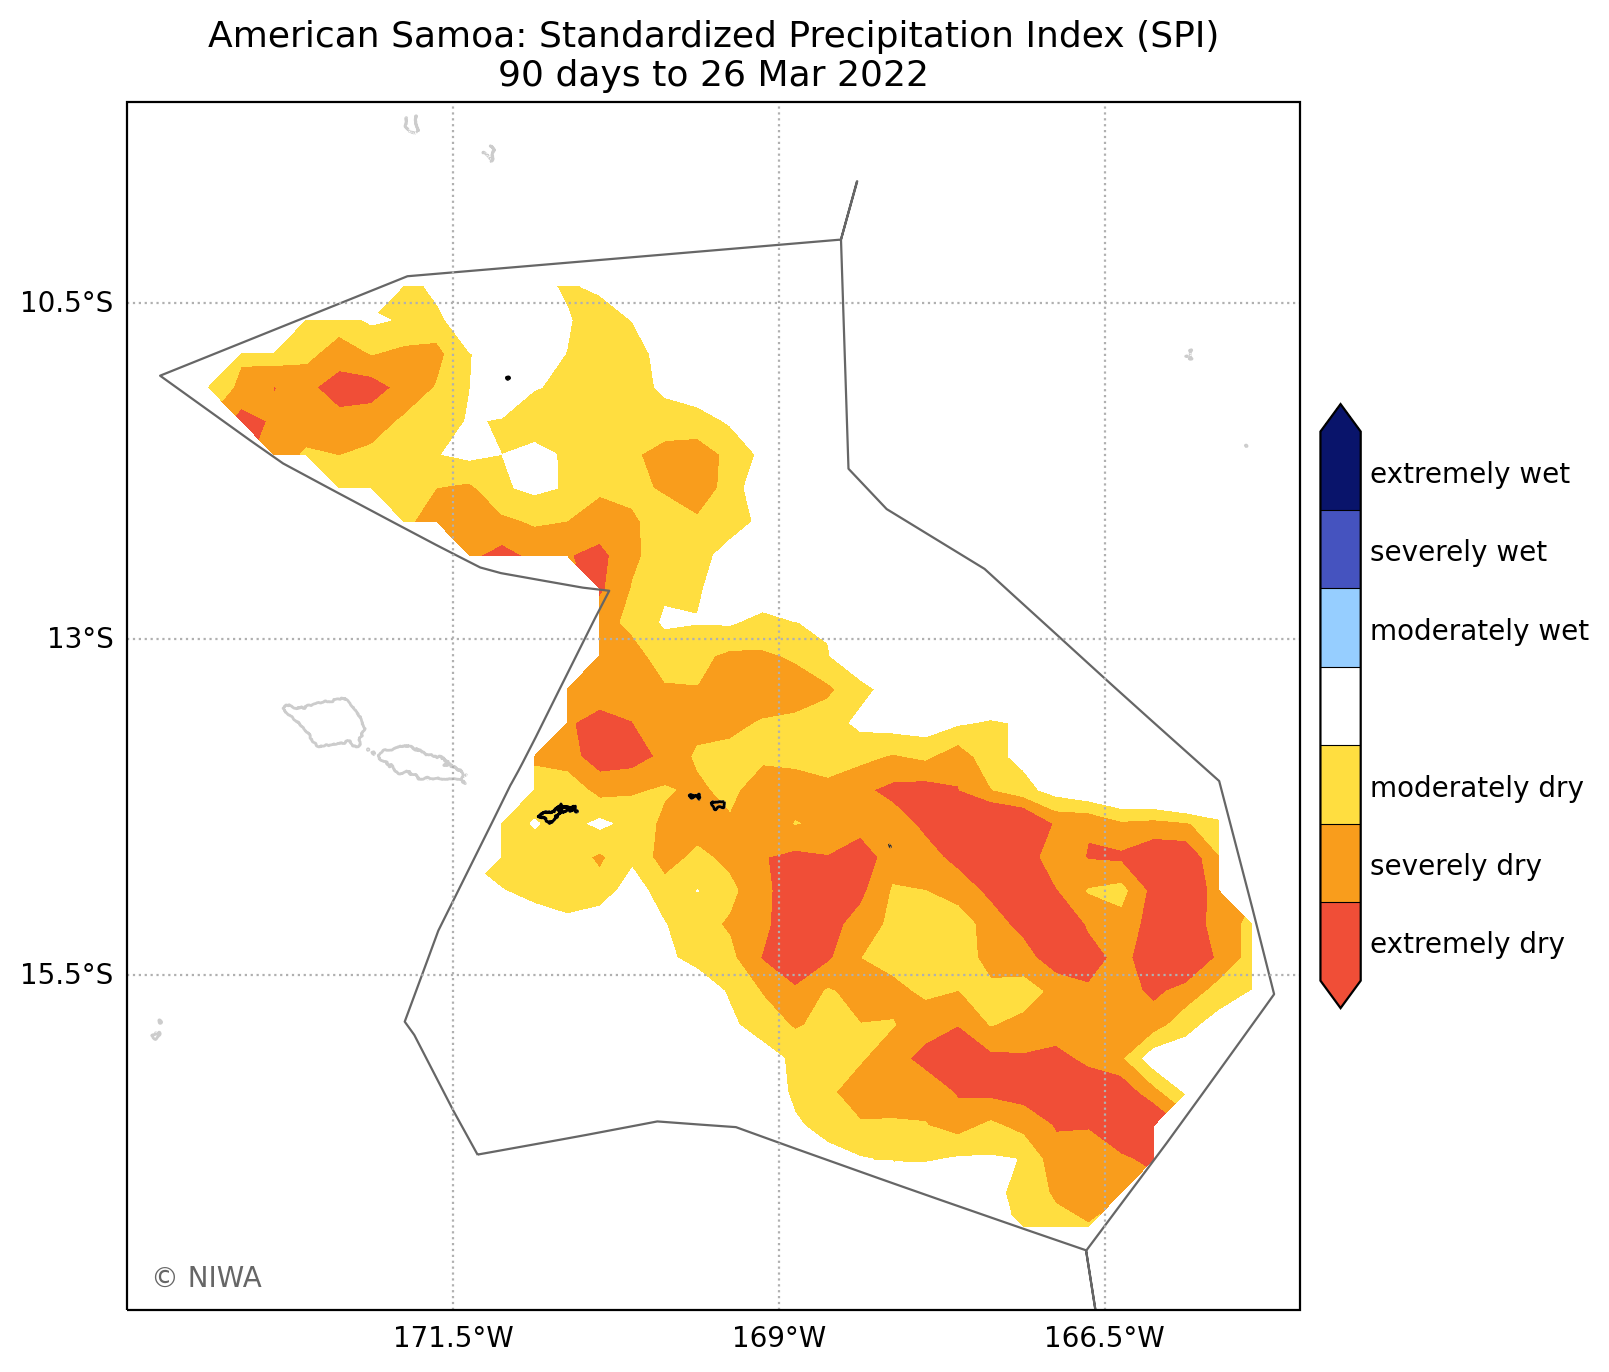 American Samoa: Standardized Precipitation Index (SPI)
90 days to 26 Mar 2022
10.5°S
13°S
15.5°S
171.5°W
169°W
166.5°W
extremely wet
severely wet
moderately wet
moderately dry
severely dry
extremely dry
© NIWA